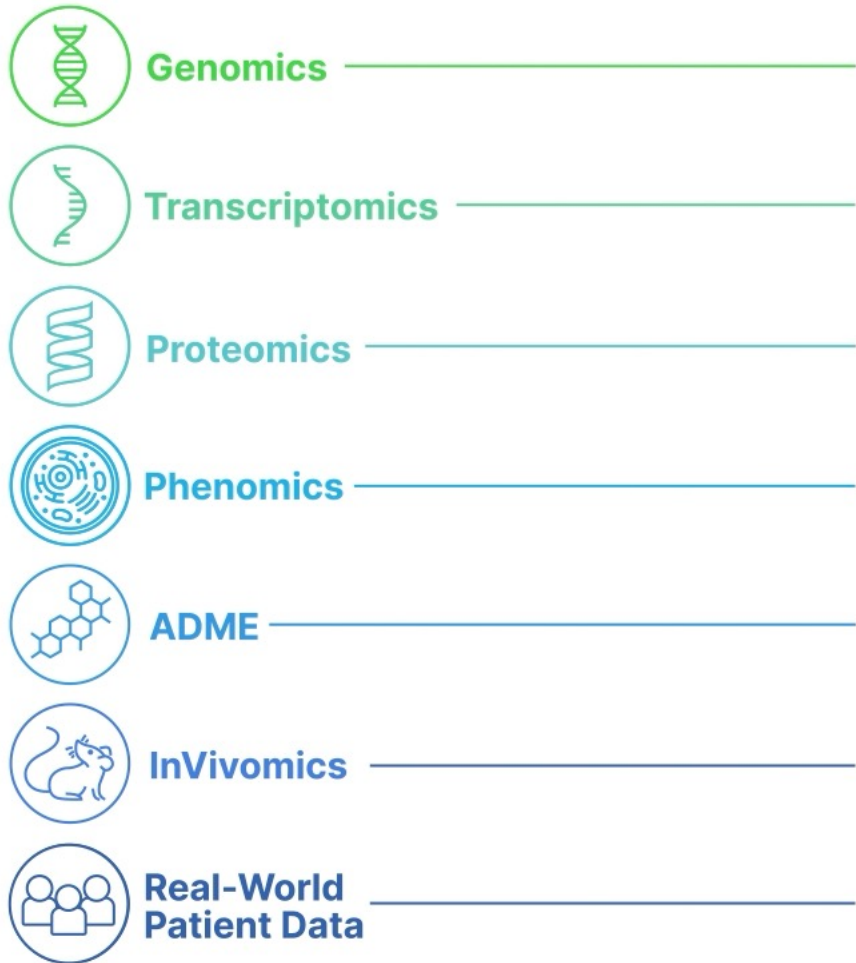 Genomics
Transcriptomics
Proteomics
Phenomics
ADME
InVivomics
Real-World
Patient Data